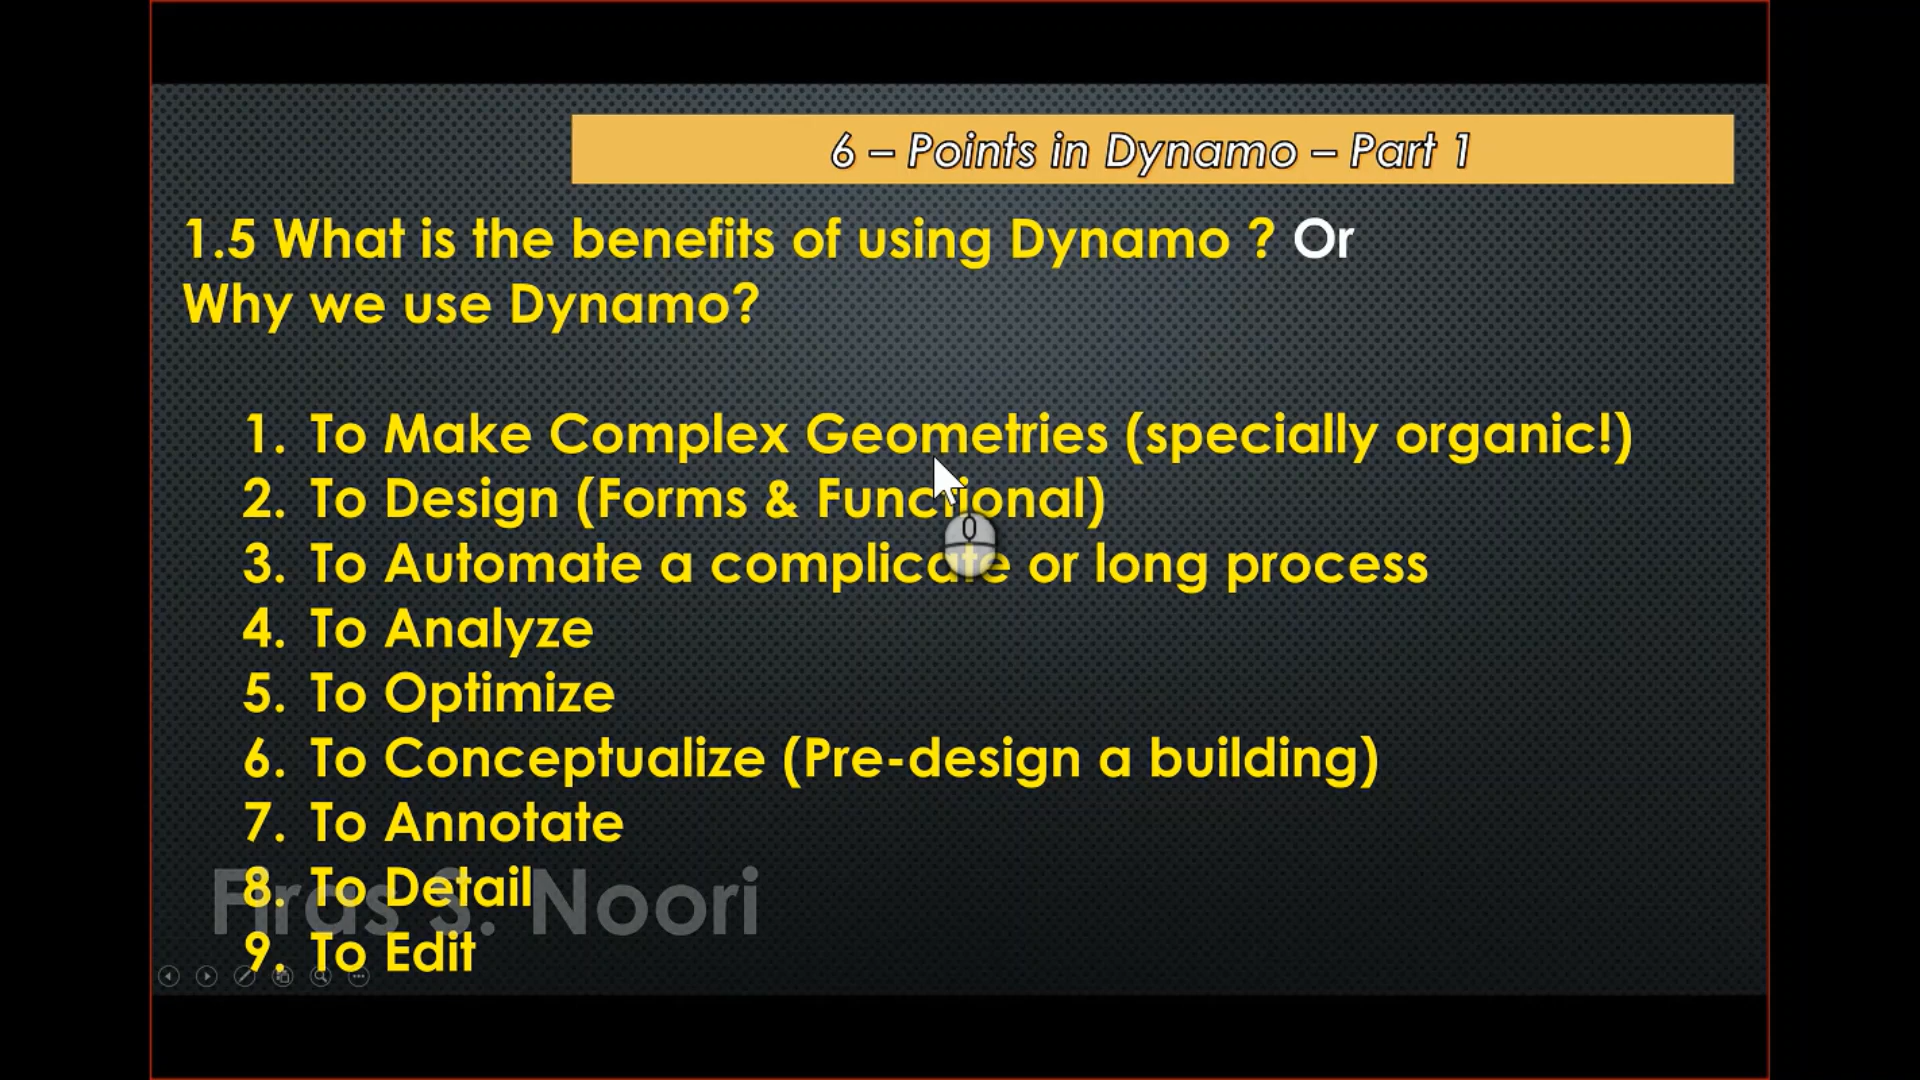 6 – Points in Dynamo – Part 1
1.5 What is the benefits of using Dynamo ? Or
Why we use Dynamo?
1. To Make Complex Geometries (specially organic!)
2. To Design (Forms & Functional)
3. To Automate a complicate or long process
4. To Analyze
5. To Optimize
6. To Conceptualize (Pre-design a building)
7. To Annotate
8. To Detail
Firas S. Noori
9. To Edit